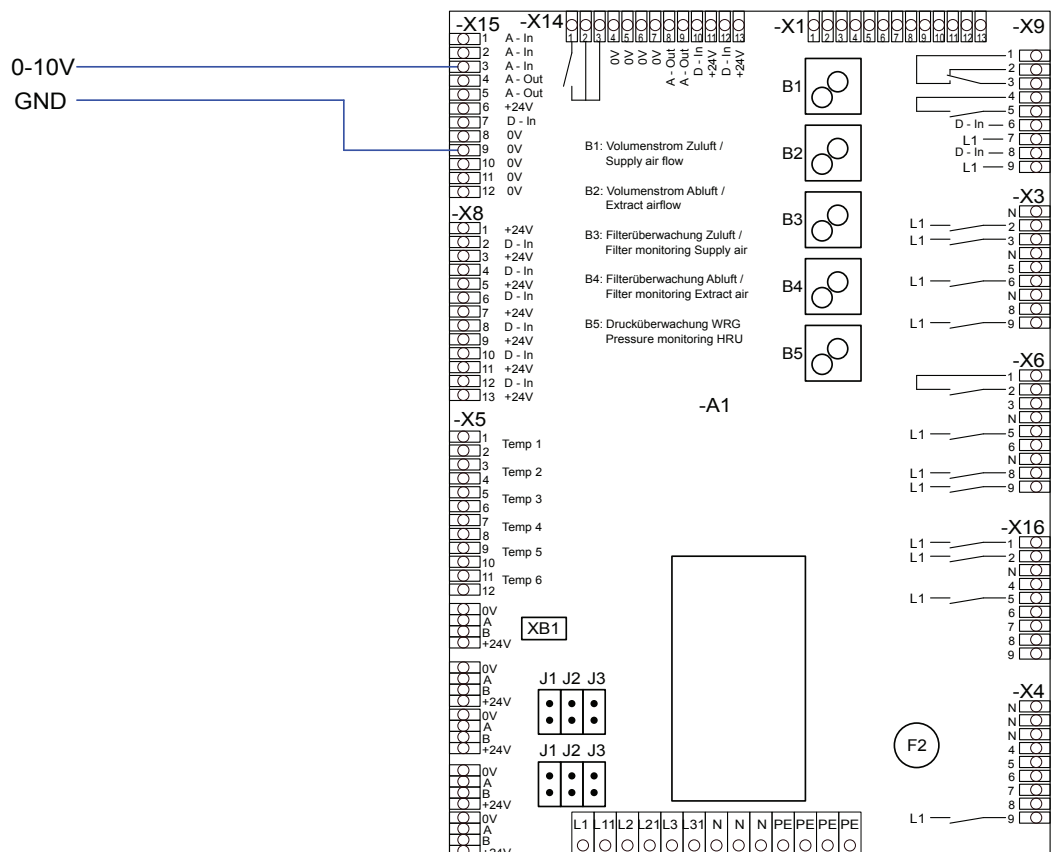 0-10V
GND
-X15
1 A - In
2 A - In
3 A - In
4 A - Out
5 A - Out
6 +24V
7 D - In
8 0V
9 0V
10 0V
11 0V
12 0V
-X14
1 2 3 4 5 6 7 8 9 10 11 12 13
0V
0V
0V
0V
A - Out
A - Out
D - In
+24V
D - In
+24V
-X1
1 2 3 4 5 6 7 8 9 10 11 12 13
-X9
1
2
3
4
5
D - In 6
L1 7
D - In 8
L1 9
B1
B2
B3
B4
B5
B1: Volumenstrom Zuluft /
Supply air flow
B2: Volumenstrom Abluft /
Extract airflow
B3: Filterüberwachung Zuluft /
Filter monitoring Supply air
B4: Filterüberwachung Abluft /
Filter monitoring Extract air
B5: Drucküberwachung WRG
Pressure monitoring HRU
-X8
1 +24V
2 D - In
3 +24V
4 D - In
5 +24V
6 D - In
7 +24V
8 D - In
9 +24V
10 D - In
11 +24V
12 D - In
13 +24V
-X3
N
L1 2
L1 3
N
5
L1 6
N
8
L1 9
-A1
-X6
1
2
3
N
L1 5
6
N
L1 8
L1 9
-X5
1
Temp 1
2
3
Temp 2
4
5
Temp 3
6
7
Temp 4
8
9
Temp 5
10
11
Temp 6
12
-X16
L1 1
L1 2
N
4
L1 5
6
7
8
9
0V
A
B
+24V
XB1
0V
A
B
+24V
0V
A
B
+24V
J1 J2 J3
J1 J2 J3
0V
A
B
+24V
0V
A
B
+24V
-X4
N
N
N
4
5
6
7
8
L1 9
F2
L1 L11 L2 L21 L3 L31 N N N PE PE PE PE